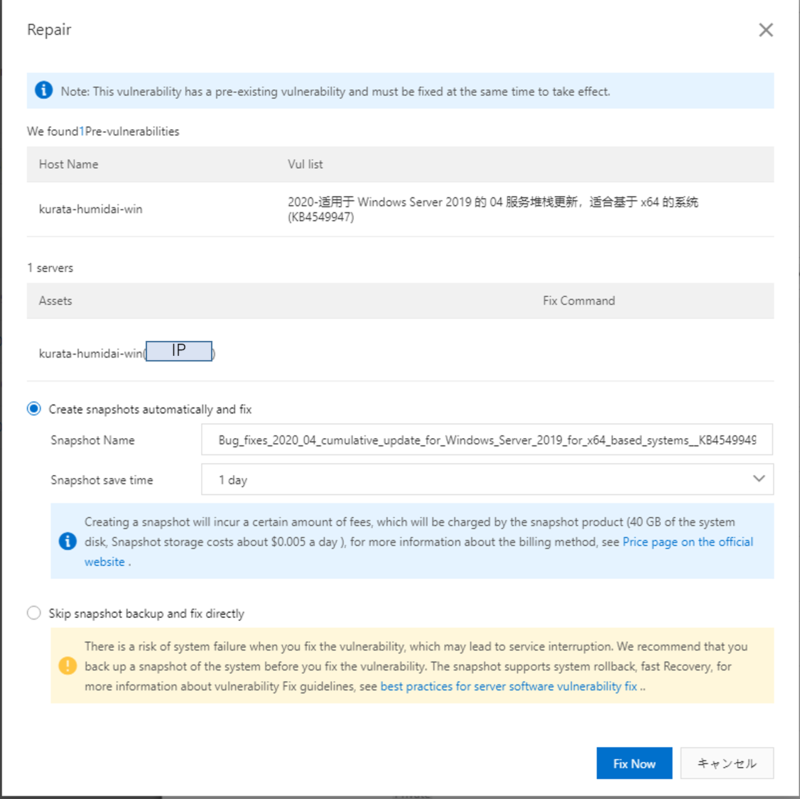 Repair
Note: This vulnerability has a pre-existing vulnerability and must be fixed at the same time to take effect.
We found1Pre-vulnerabilities
Host Name Vul list
kurata-humidai-win
2020-适用于 Windows Server 2019 的 04 服务堆栈更新，适合基于 x64 的系统
(KB4549947)
1 servers
Assets Fix Command
kurata-humidai-win( IP )
Create snapshots automatically and fix
Snapshot Name Bug_fixes_2020_04_cumulative_update_for_Windows_Server_2019_for_x64_based_systems__KB4549949
Snapshot save time 1 day
Creating a snapshot will incur a certain amount of fees, which will be charged by the snapshot product (40 GB of the system
disk, Snapshot storage costs about $0.005 a day ), for more information about the billing method, see Price page on the official
website .
Skip snapshot backup and fix directly
There is a risk of system failure when you fix the vulnerability, which may lead to service interruption. We recommend that you
back up a snapshot of the system before you fix the vulnerability. The snapshot supports system rollback, fast Recovery, for
more information about vulnerability Fix guidelines, see best practices for server software vulnerability fix ..
Fix Now キャンセル